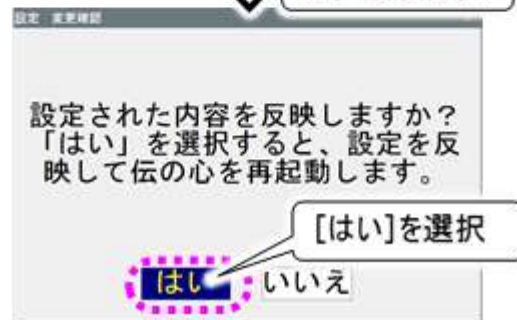 設定 変更確認
設定された内容を反映しますか?
「はい」を選択すると、設定を反
映して伝の心を再起動します。
[はい]を選択
はい いいえ